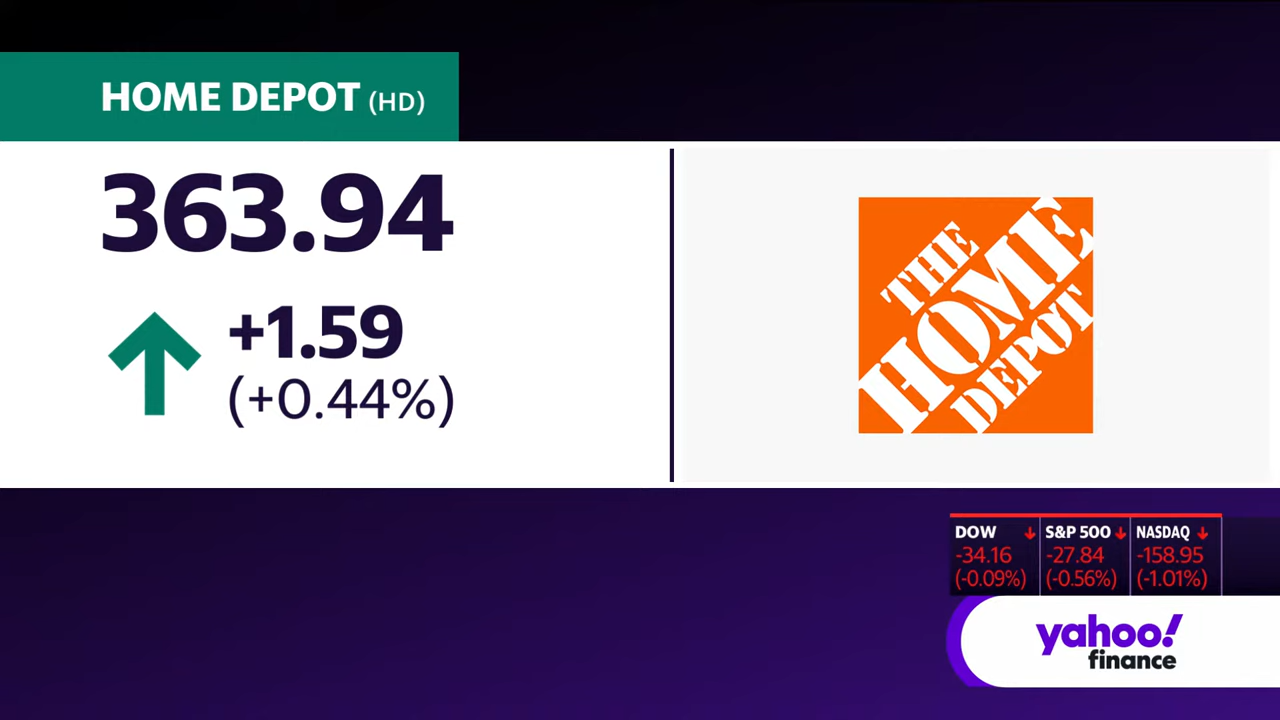 HOME DEPOT (HD)
363.94
+1.59
(+0.44%)
THE
HOME
DEPOT
DOW S&P 500 NASDAQ
-34.16 -27.84 -158.95
(-0.09%) (-0.56%) (-1.01%)
yahoo!
finance